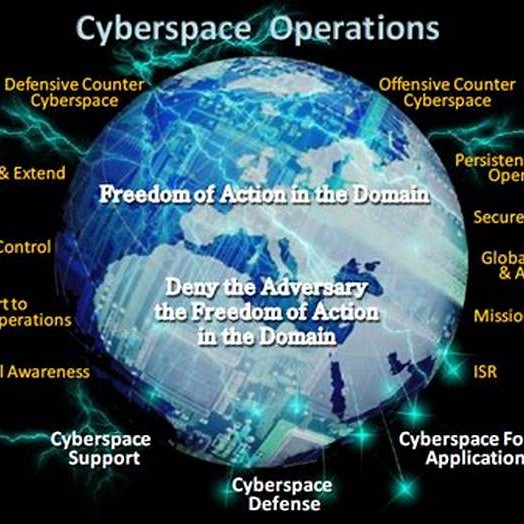 Cyberspace Operations
Defensive Counter
Cyberspace
Offensive Counter
Cyberspace
& Extend
Persisten
Oper
Freedom of Action in the Domain
Secure
Control
Globa
& A
Deny the Adversary
the Freedom of Action
in the Domain
rt to
perations
Missio
l Awareness
ISR
Cyberspace
Support
Cyberspace Fo
Application
Cyberspace
Defense